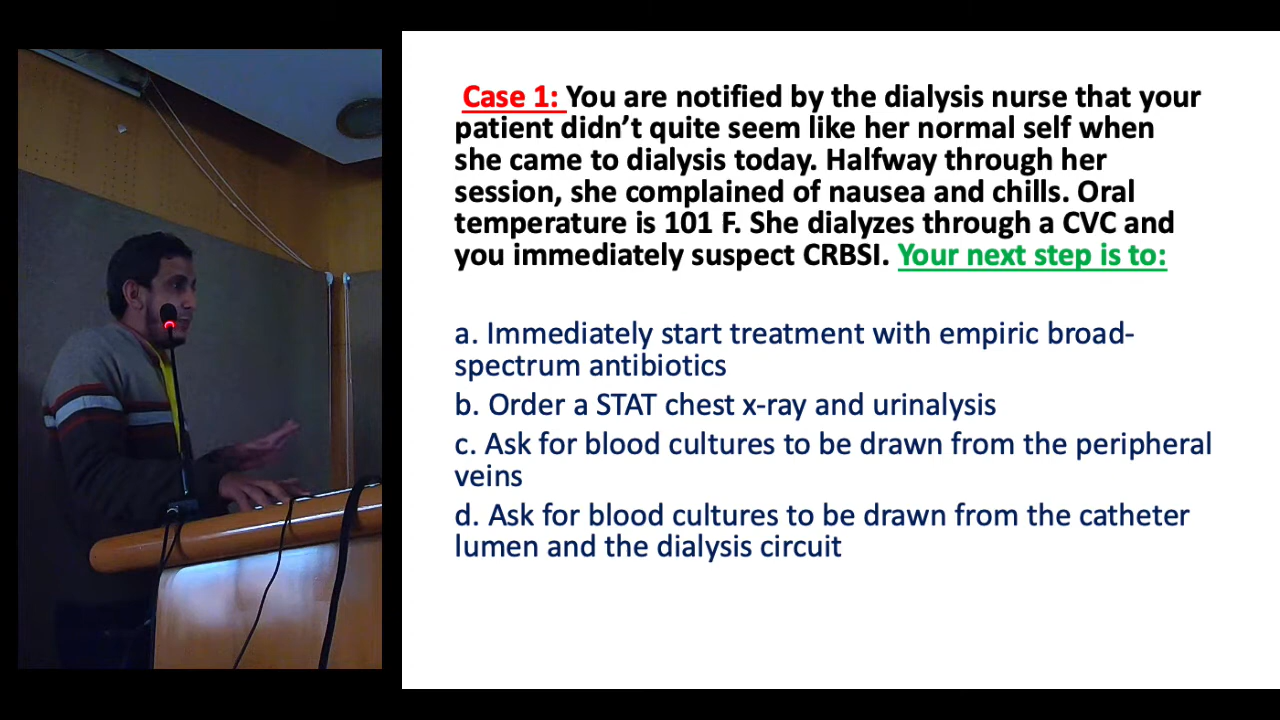 Case 1: You are notified by the dialysis nurse that your
patient didn’t quite seem like her normal self when
she came to dialysis today. Halfway through her
session, she complained of nausea and chills. Oral
temperature is 101 F. She dialyzes through a CVC and
you immediately suspect CRBSI. Your next step is to:
a. Immediately start treatment with empiric broad-
spectrum antibiotics
b. Order a STAT chest x-ray and urinalysis
c. Ask for blood cultures to be drawn from the peripheral
veins
d. Ask for blood cultures to be drawn from the catheter
lumen and the dialysis circuit